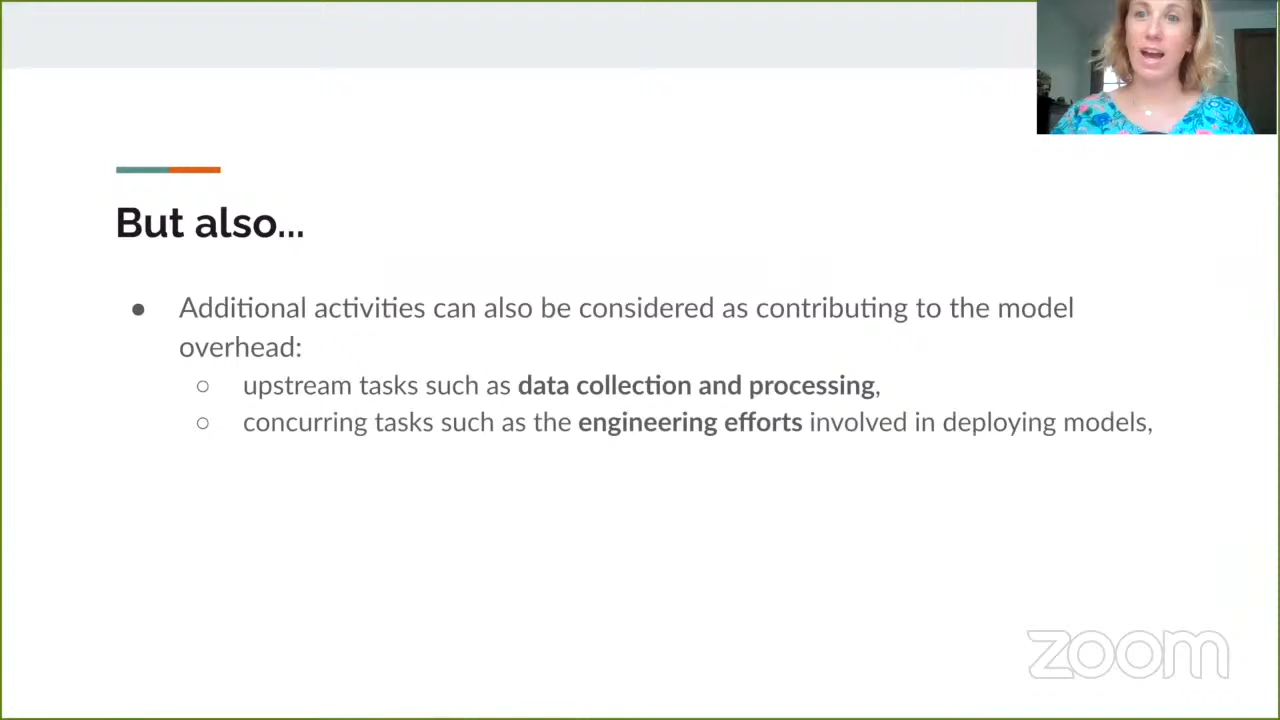 But also...
● Additional activities can also be considered as contributing to the model
overhead:
○ upstream tasks such as data collection and processing,
○ concurring tasks such as the engineering efforts involved in deploying models,
zoom